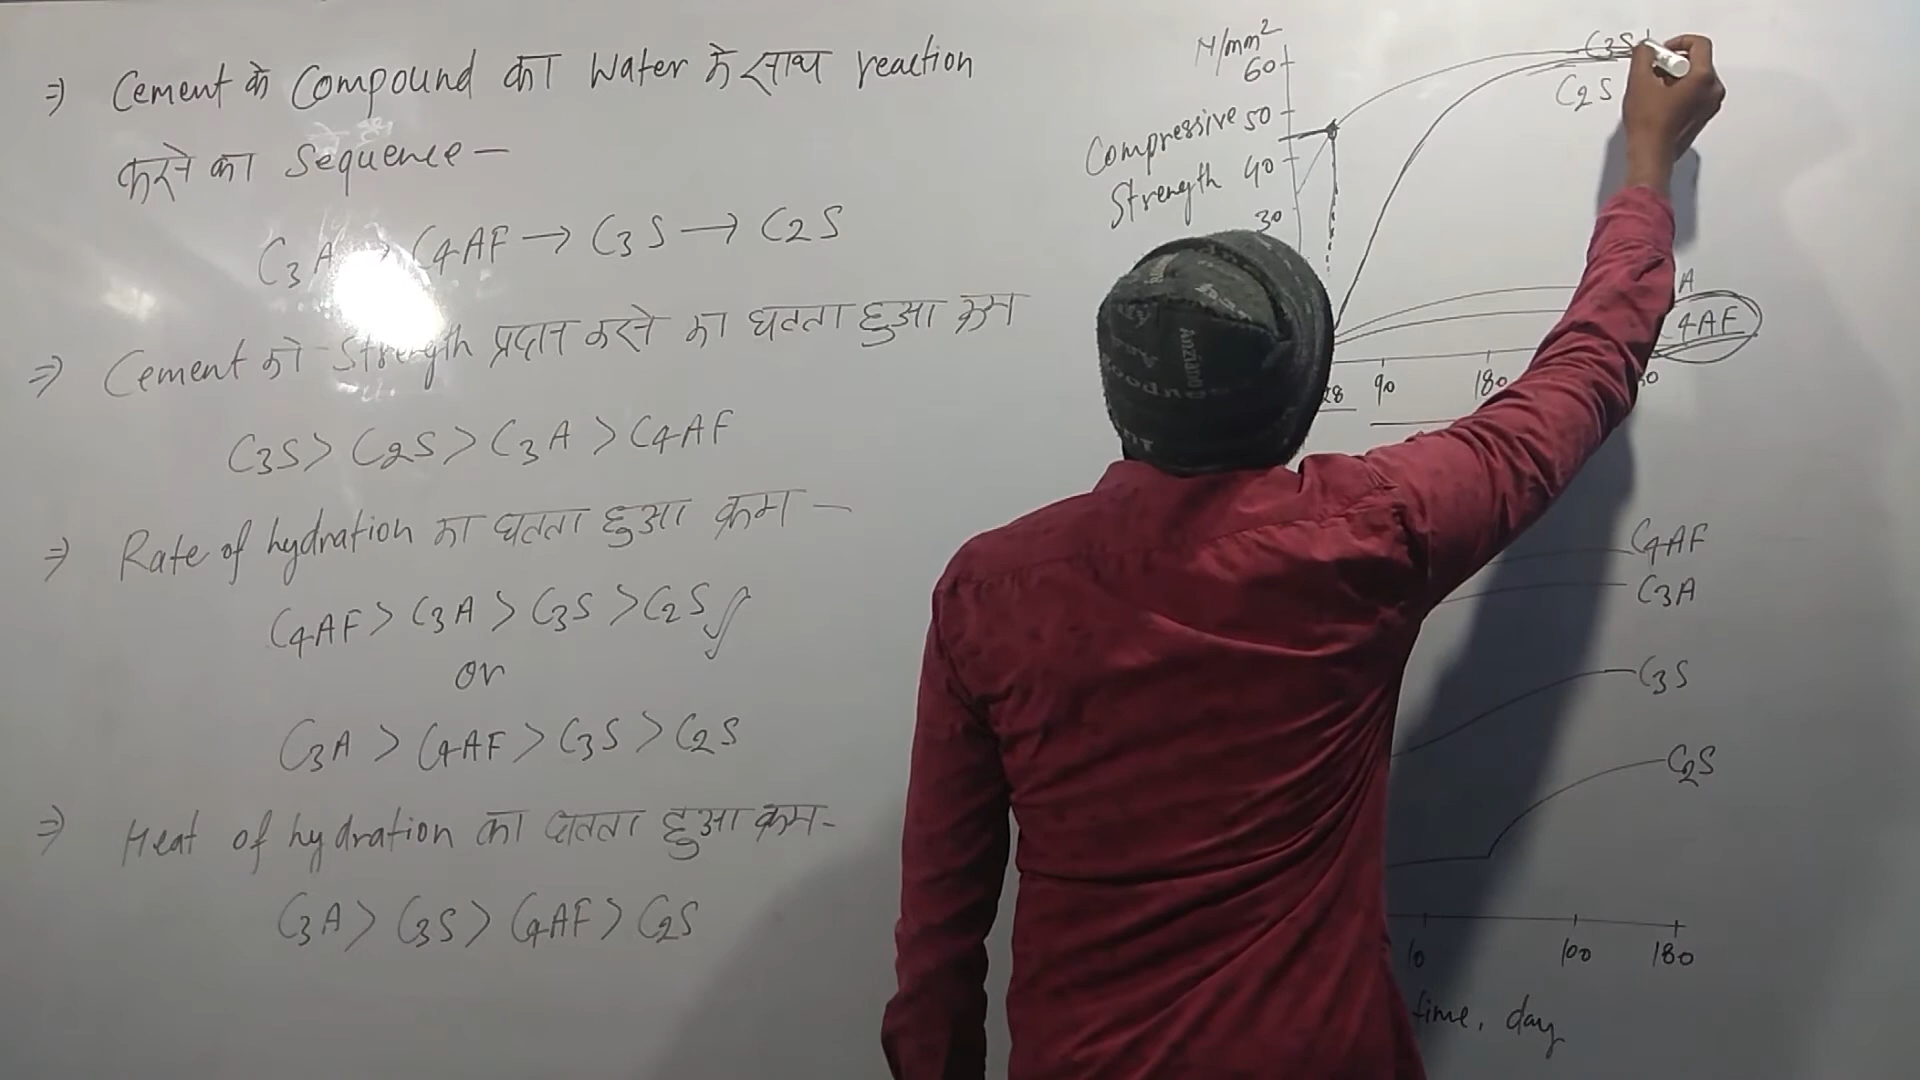 ⇒ Cement के Compound का Water के साथ reaction
करने का Sequence —
C3A → C4AF → C3S → C2S
⇒ Cement को Strength प्रदान करने का घटता हुआ क्रम
C3S > C2S > C3A > C4AF
⇒ Rate of hydration का घटता हुआ क्रम —
C4AF > C3A > C3S > C2S
or
C3A > C4AF > C3S > C2S
⇒ Heat of hydration का घटता हुआ क्रम -
C3A > C3S > C4AF > C2S
N/mm2
60
50
40
30
Compressive
Strength
C3S
C2S
A
C4AF
28 90 180
C4AF
C3A
C3S
C2S
10 100 180
time, day
Anziano